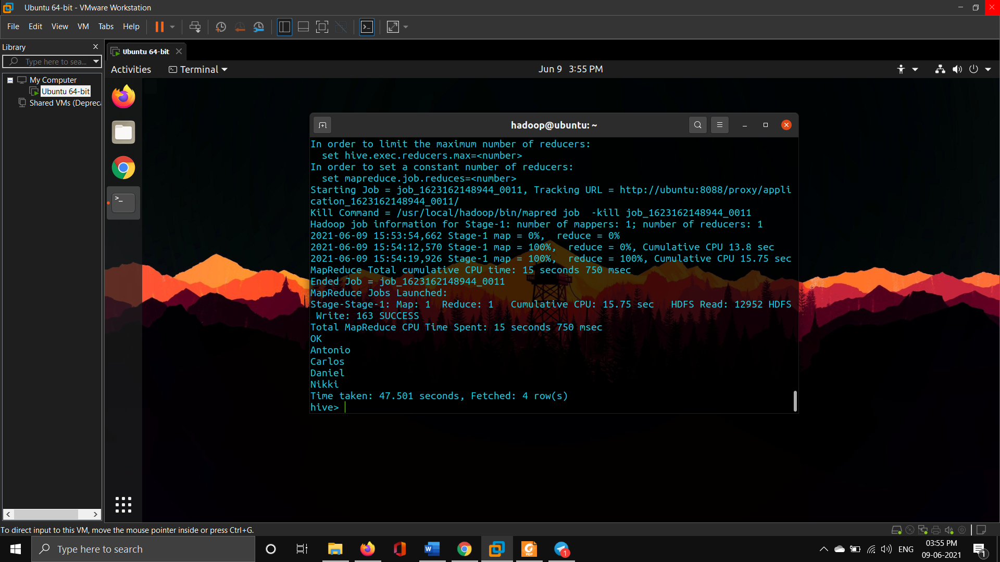 Ubuntu 64-bit - VMware Workstation
File Edit View VM Tabs Help
Library
Type here to sea...
My Computer
Ubuntu 64-bit
Shared VMs (Depreca
Ubuntu 64-bit
Activities Terminal Jun 9 3:55 PM
hadoop@ubuntu: ~
In order to limit the maximum number of reducers:
  set hive.exec.reducers.max=<number>
In order to set a constant number of reducers:
  set mapreduce.job.reduces=<number>
Starting Job = job_1623162148944_0011, Tracking URL = http://ubuntu:8088/proxy/appli
cation_1623162148944_0011/
Kill Command = /usr/local/hadoop/bin/mapred job  -kill job_1623162148944_0011
Hadoop job information for Stage-1: number of mappers: 1; number of reducers: 1
2021-06-09 15:53:54,662 Stage-1 map = 0%,  reduce = 0%
2021-06-09 15:54:12,570 Stage-1 map = 100%,  reduce = 0%, Cumulative CPU 13.8 sec
2021-06-09 15:54:19,926 Stage-1 map = 100%,  reduce = 100%, Cumulative CPU 15.75 sec
MapReduce Total cumulative CPU time: 15 seconds 750 msec
Ended Job = job_1623162148944_0011
MapReduce Jobs Launched:
Stage-Stage-1: Map: 1  Reduce: 1   Cumulative CPU: 15.75 sec   HDFS Read: 12952 HDFS
 Write: 163 SUCCESS
Total MapReduce CPU Time Spent: 15 seconds 750 msec
OK
Antonio
Carlos
Daniel
Nikki
Time taken: 47.501 seconds, Fetched: 4 row(s)
hive>
To direct input to this VM, move the mouse pointer inside or press Ctrl+G.
Type here to search
ENG
03:55 PM
09-06-2021
1
1